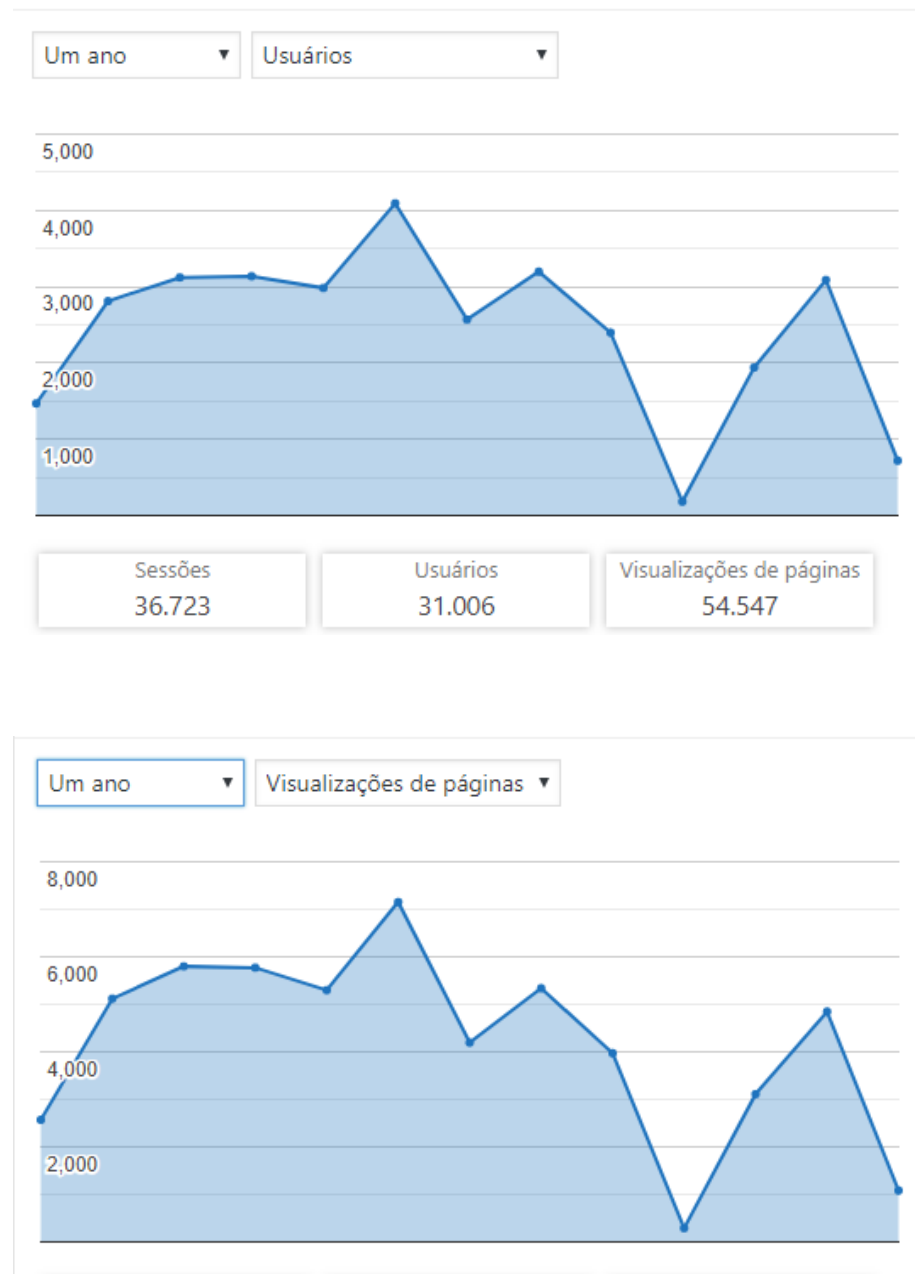 Um ano Usuários
5,000
4,000
3,000
2,000
1,000
Sessões Usuários Visualizações de páginas
36.723 31.006 54.547
Um ano Visualizações de páginas
8,000
6,000
4,000
2,000